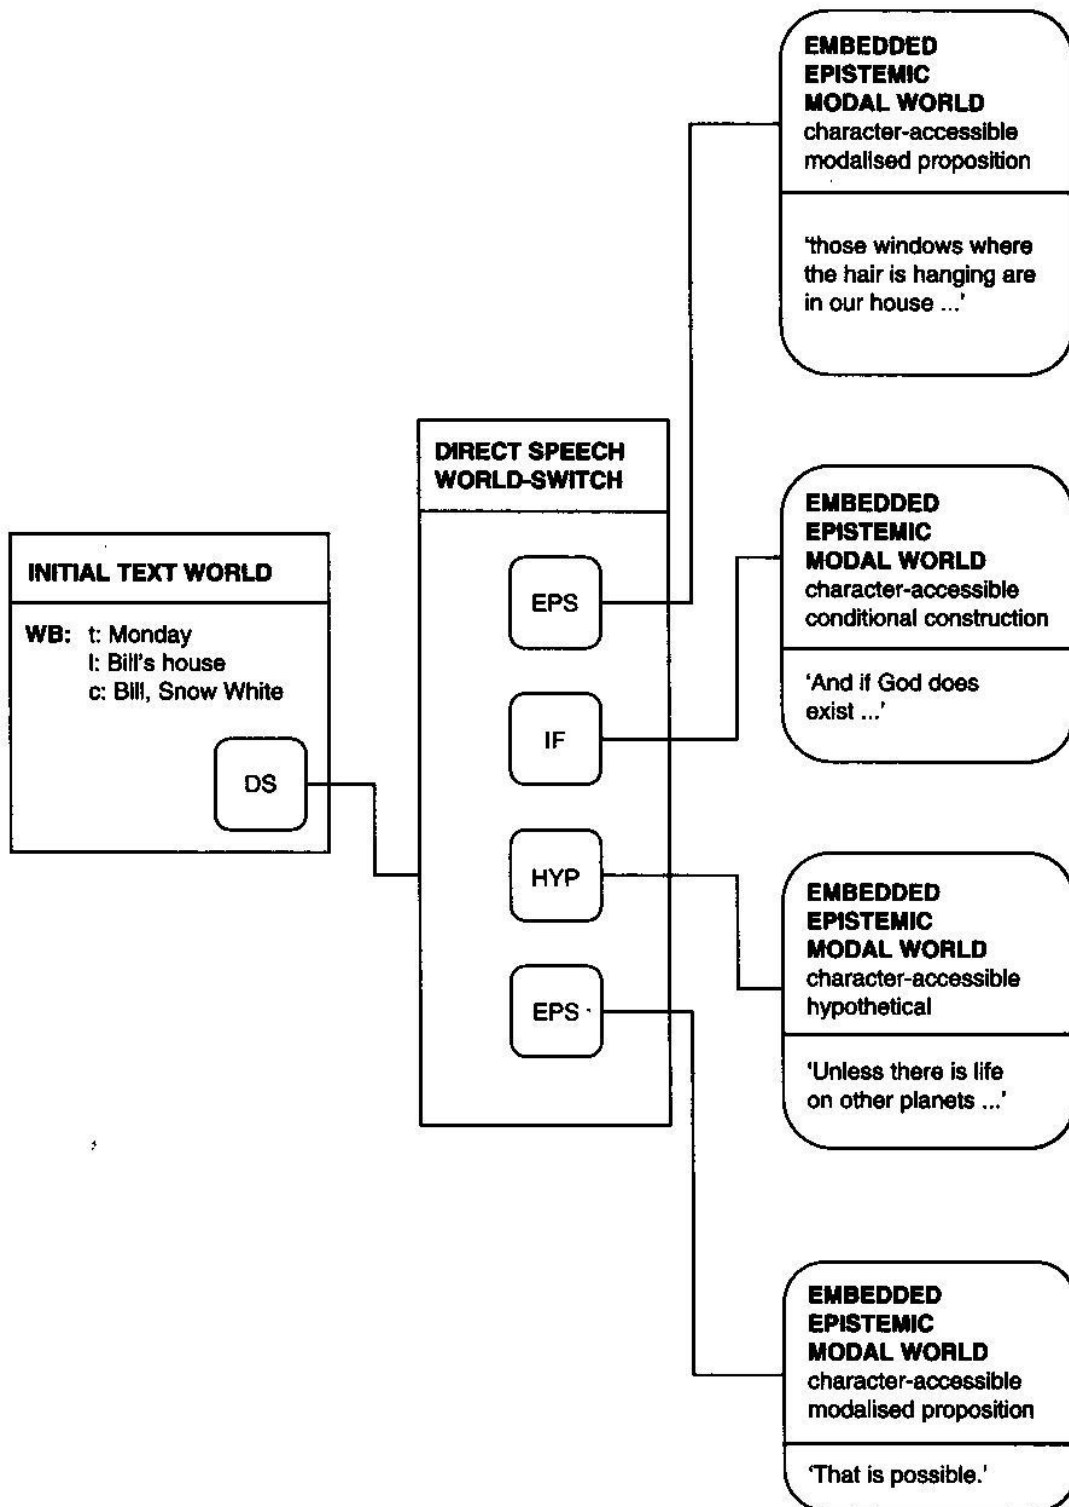 INITIAL TEXT WORLD
WB: t: Monday
l: Bill's house
c: Bill, Snow White
DS
DIRECT SPEECH
WORLD-SWITCH
EPS
IF
HYP
EPS
EMBEDDED
EPISTEMIC
MODAL WORLD
character-accessible
modalised proposition
'those windows where
the hair is hanging are
in our house ...'
EMBEDDED
EPISTEMIC
MODAL WORLD
character-accessible
conditional construction
'And if God does
exist ...'
EMBEDDED
EPISTEMIC
MODAL WORLD
character-accessible
hypothetical
'Unless there is life
on other planets ...'
EMBEDDED
EPISTEMIC
MODAL WORLD
character-accessible
modalised proposition
'That is possible.'